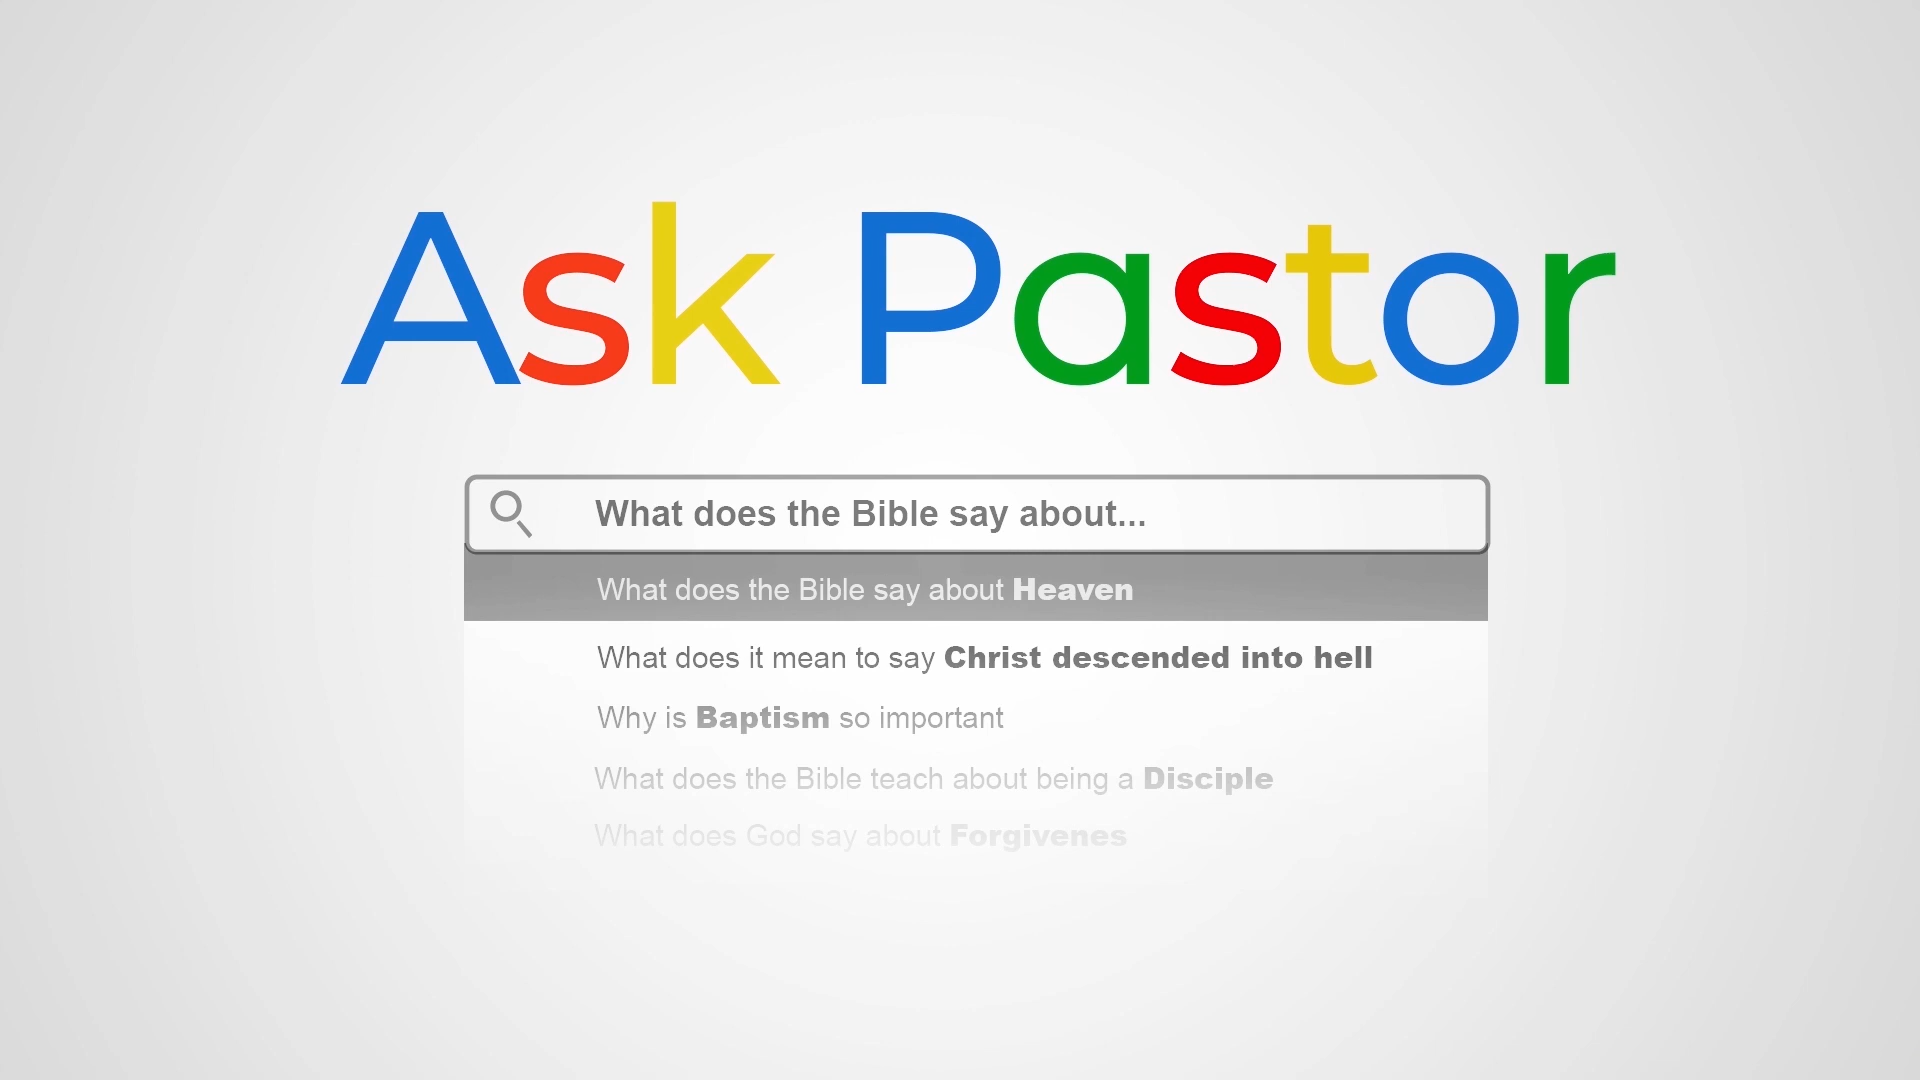 Ask Pastor
What does the Bible say about...
What does the Bible say about Heaven
What does it mean to say Christ descended into hell
Why is Baptism so important
What does the Bible teach about being a Disciple
What does God say about Forgivenes